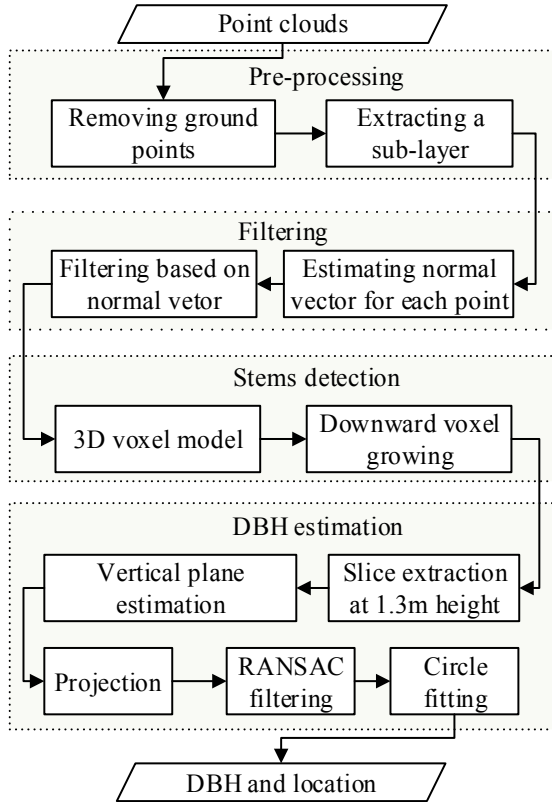 Point clouds
Pre-processing
Removing ground
points
Extracting a
sub-layer
Filtering
Filtering based on
normal vetor
Estimating normal
vector for each point
Stems detection
3D voxel model
Downward voxel
growing
DBH estimation
Vertical plane
estimation
Slice extraction
at 1.3m height
Projection
RANSAC
filtering
Circle
fitting
DBH and location